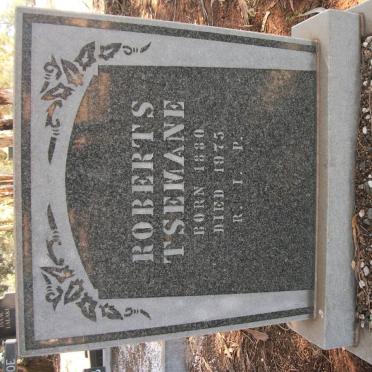 ROBERTS
TSEMANE
BORN 1880
DIED 1975
R. I. P.